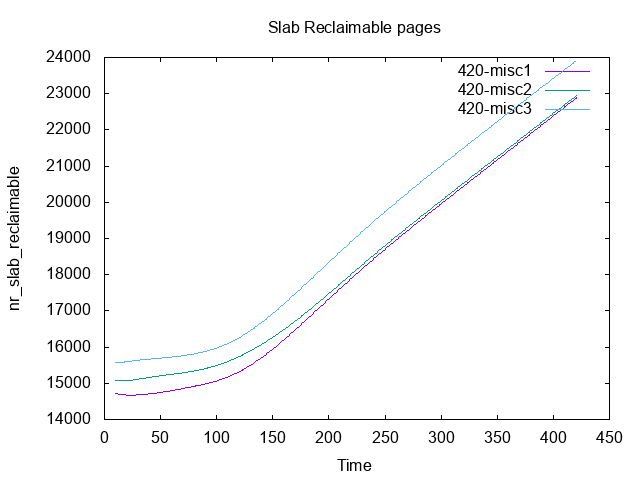 Slab Reclaimable pages
24000
23000
22000
21000
20000
19000
18000
17000
16000
15000
14000
nr_slab_reclaimable
420-misc1
420-misc2
420-misc3
0 50 100 150 200 250 300 350 400 450
Time